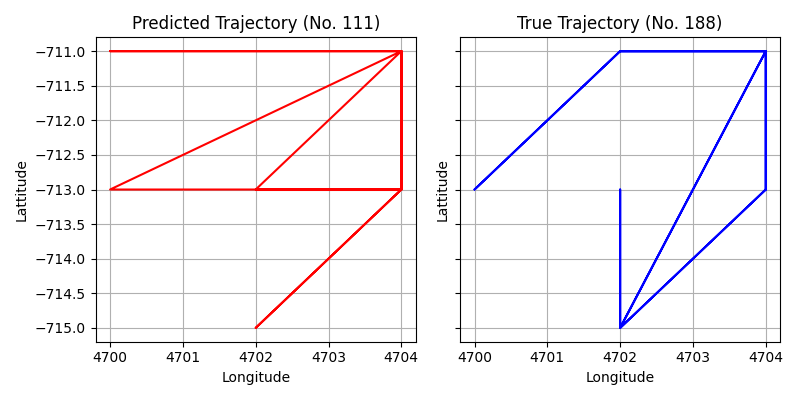 Predicted Trajectory (No. 111)
True Trajectory (No. 188)
−711.0
−711.5
−712.0
−712.5
−713.0
−713.5
−714.0
−714.5
−715.0
Lattitude
Lattitude
4700 4701 4702 4703 4704
4700 4701 4702 4703 4704
Longitude
Longitude